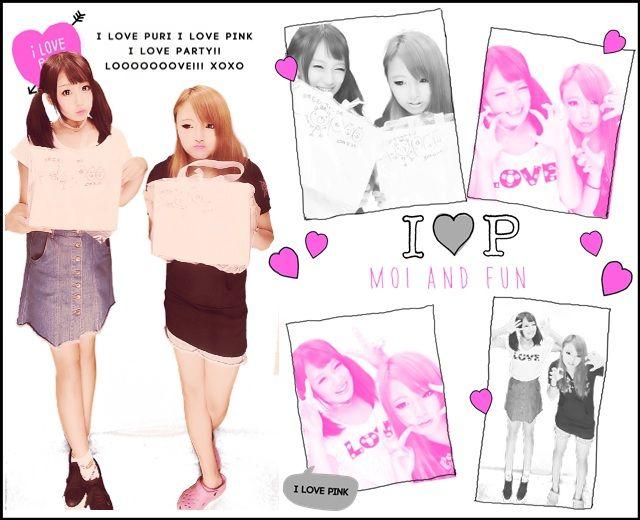 i LOVE
I LOVE PURI I LOVE PINK
I LOVE PARTY!!
LOOOOOOOVE!!! XOXO
LOVE
I ♥ P
MOI AND FUN
LOVE
LOVE
I LOVE PINK